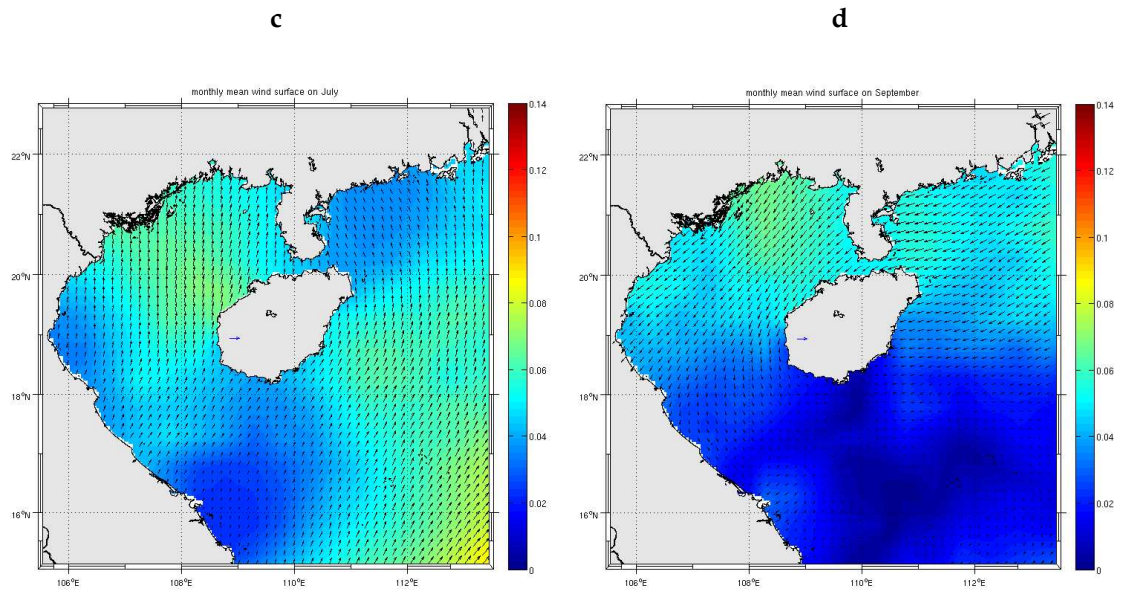 c
d
monthly mean wind surface on July
22°N
20°N
18°N
16°N
106°E
108°E
110°E
112°E
0.14
0.12
0.1
0.08
0.06
0.04
0.02
0
monthly mean wind surface on September
22°N
20°N
18°N
16°N
106°E
108°E
110°E
112°E
0.14
0.12
0.1
0.08
0.06
0.04
0.02
0